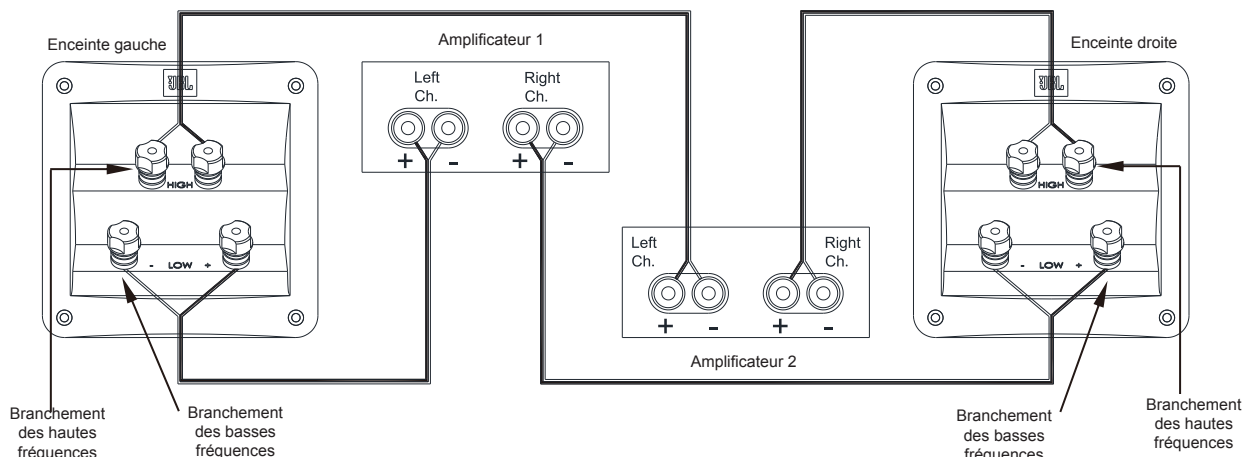 Enceinte gauche
Amplificateur 1
Enceinte droite
JBL
Left
Ch.
Right
Ch.
+ - + -
JBL
HIGH
HIGH
- LOW +
- LOW +
Left
Ch.
Right
Ch.
+ - + -
Amplificateur 2
Branchement
des hautes
fréquences
Branchement
des basses
fréquences
Branchement
des basses
fréquences
Branchement
des hautes
fréquences